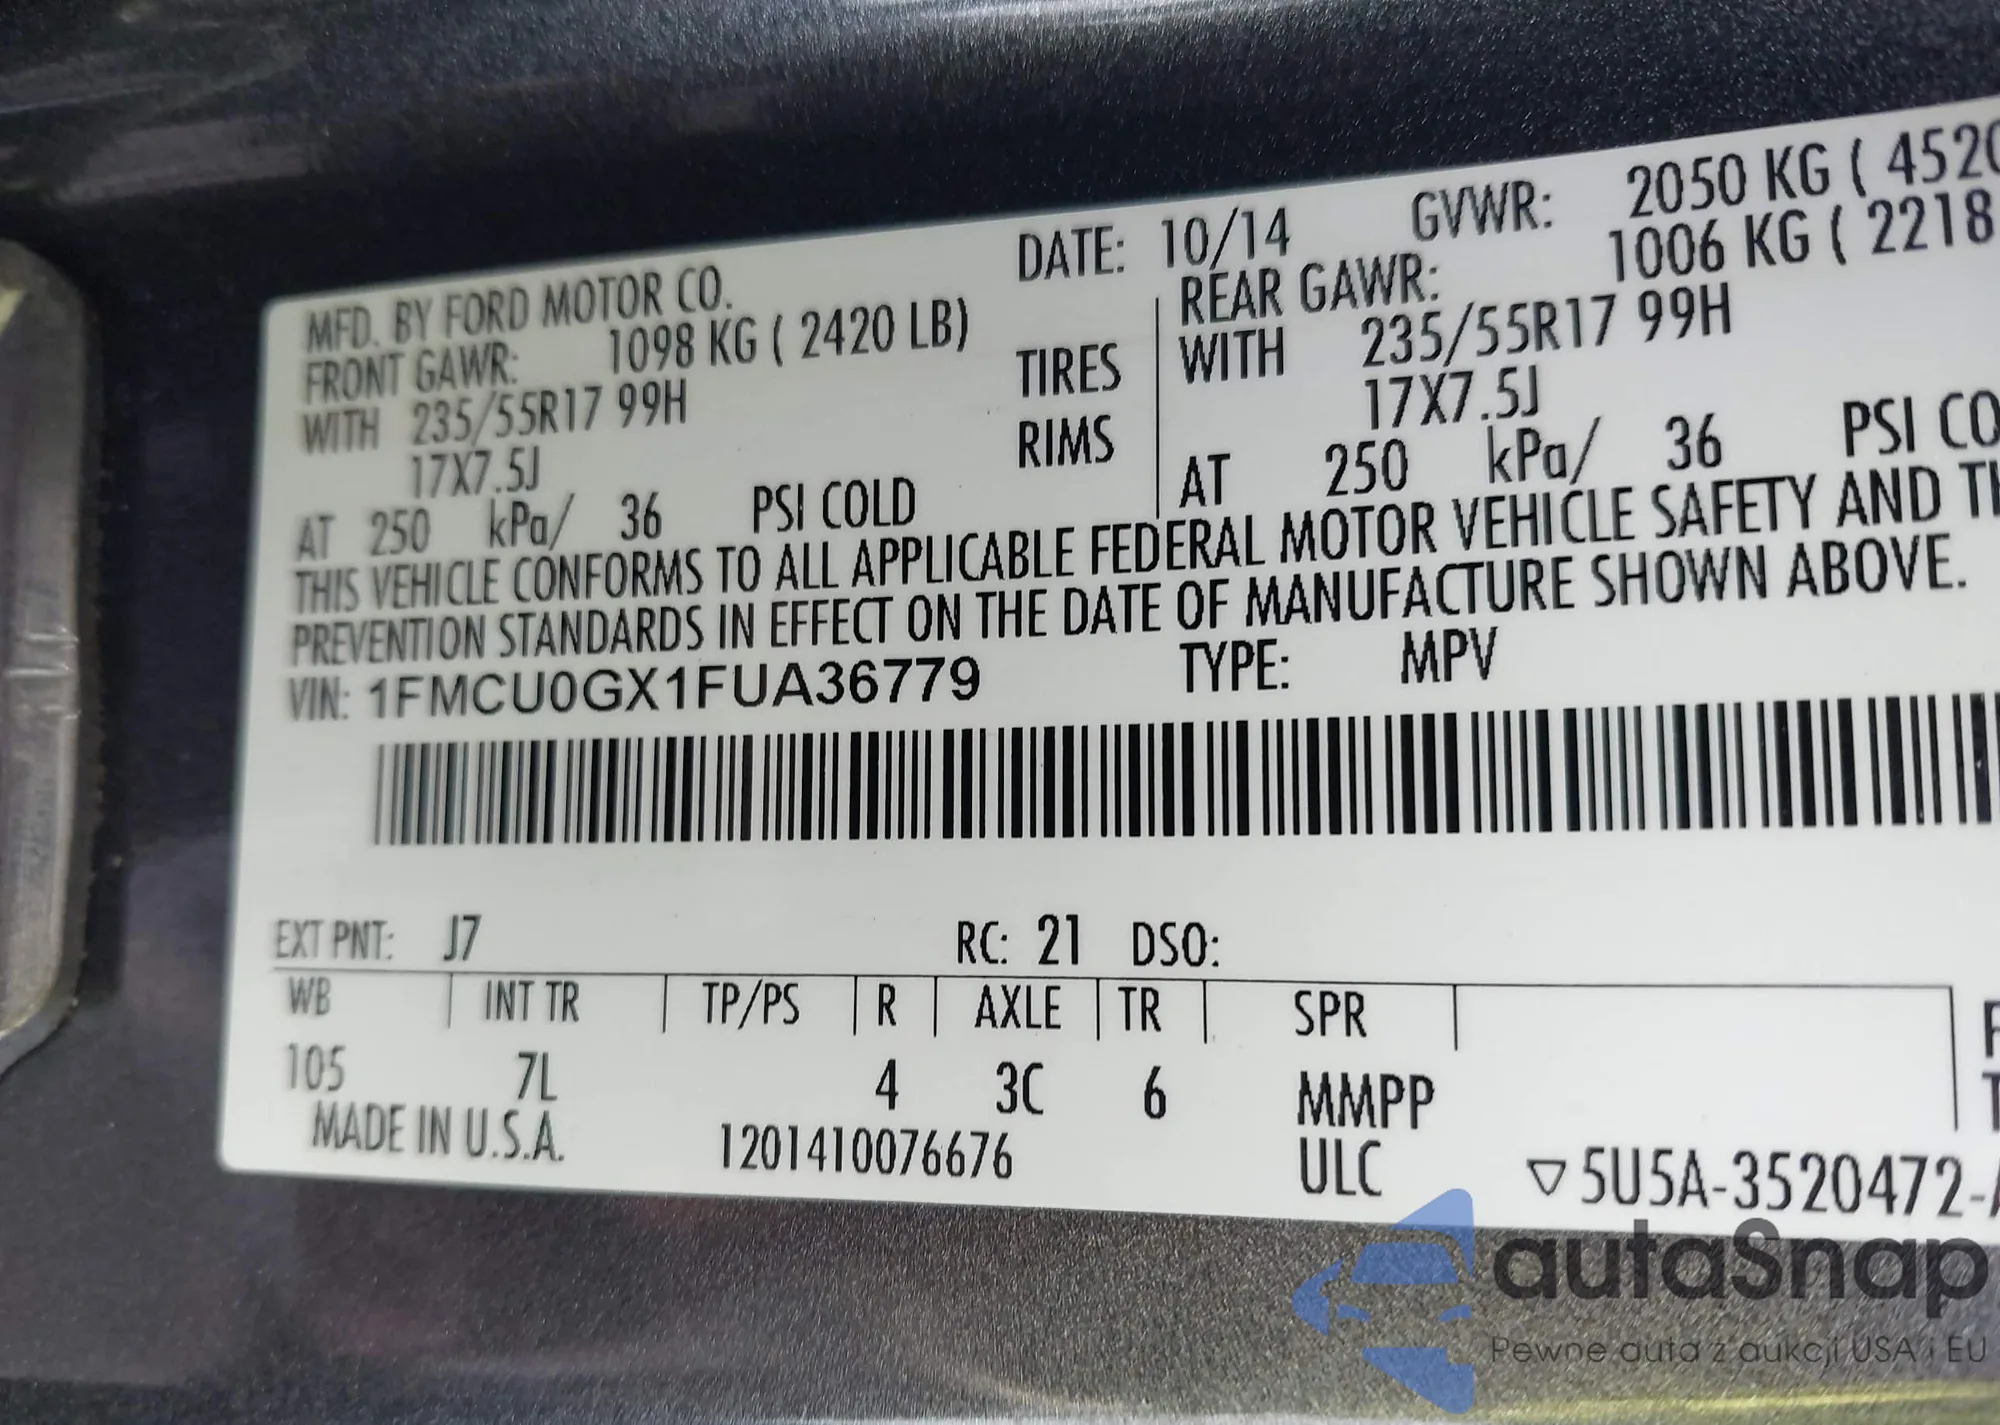 MFD. BY FORD MOTOR CO. DATE: 10/14 GVWR: 2050 KG ( 4520
FRONT GAWR: 1098 KG ( 2420 LB) REAR GAWR: 1006 KG ( 2218
WITH 235/55R17 99H TIRES WITH 235/55R17 99H
17X7.5J RIMS 17X7.5J
AT 250 kPa/ 36 PSI COLD AT 250 kPa/ 36 PSI CO
THIS VEHICLE CONFORMS TO ALL APPLICABLE FEDERAL MOTOR VEHICLE SAFETY AND TH
PREVENTION STANDARDS IN EFFECT ON THE DATE OF MANUFACTURE SHOWN ABOVE.
VIN: 1FMCU0GX1FUA36779 TYPE: MPV
EXT PNT: J7 RC: 21 DSO:
WB INT TR TP/PS R AXLE TR SPR
105 7L 4 3C 6 MMPP
MADE IN U.S.A. 1201410076676 ULC ▽5U5A-3520472-A
autaSnap
Pewne auta z aukcji USA i EU